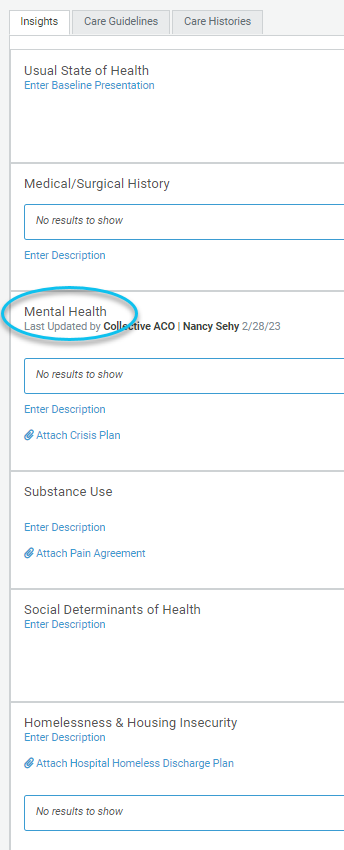 Insights Care Guidelines Care Histories
Usual State of Health
Enter Baseline Presentation
Medical/Surgical History
No results to show
Enter Description
Mental Health
Last Updated by Collective ACO | Nancy Sehy 2/28/23
No results to show
Enter Description
Attach Crisis Plan
Substance Use
Enter Description
Attach Pain Agreement
Social Determinants of Health
Enter Description
Homelessness & Housing Insecurity
Enter Description
Attach Hospital Homeless Discharge Plan
No results to show